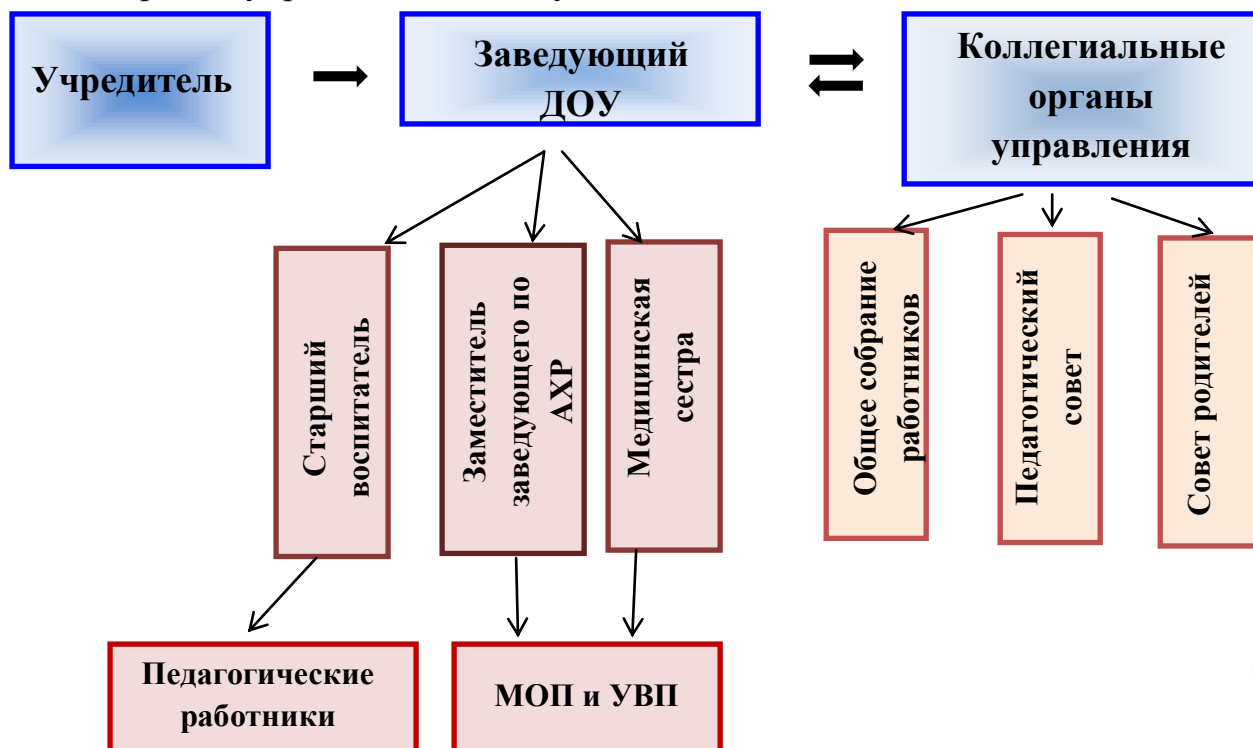 Учредитель
Заведующий
ДОУ
Коллегиальные
органы
управления
Старший
воспитатель
Заместитель
заведующего по
АХР
Медицинская
сестра
Общее собрание
работников
Педагогический
совет
Совет родителей
Педагогические
работники
МОП и УВП